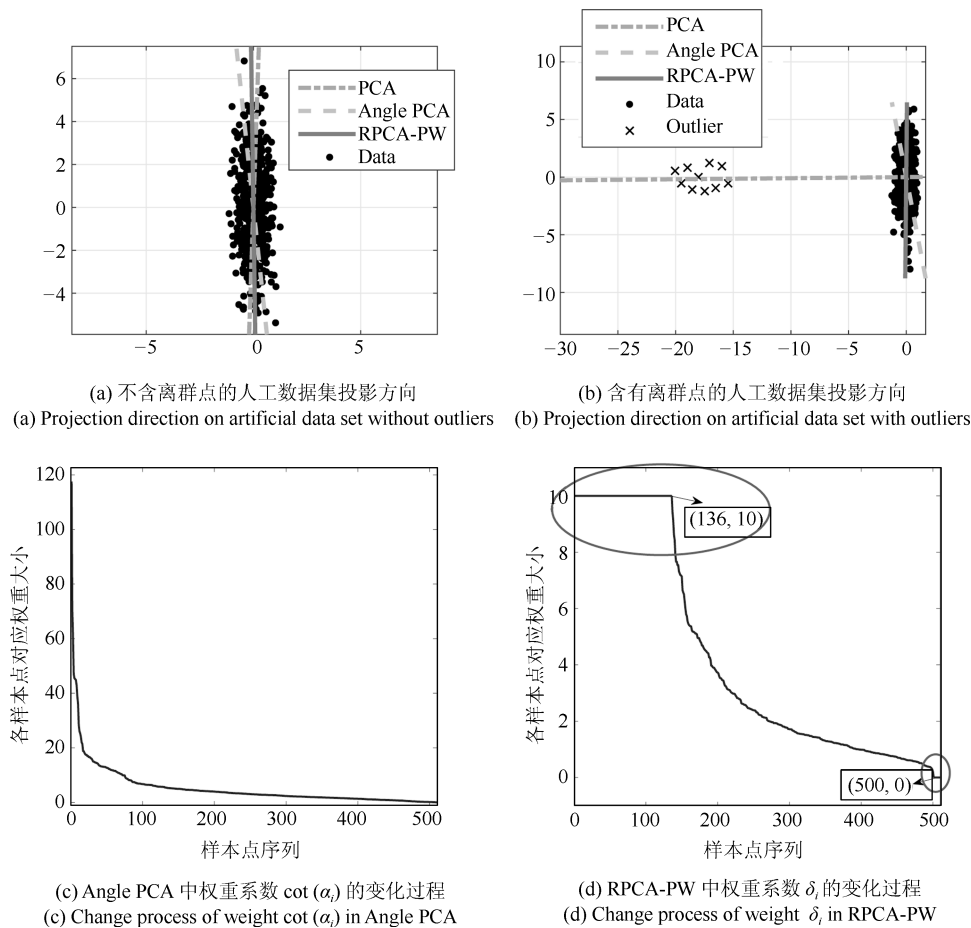 PCA
Angle PCA
RPCA-PW
Data
6
4
2
0
−2
−4
−5
0
5
PCA
Angle PCA
RPCA-PW
Data
Outlier
10
5
0
−5
−10
−30
−25
−20
−15
−10
−5
0
(a) 不含离群点的人工数据集投影方向
(a) Projection direction on artificial data set without outliers
(b) 含有离群点的人工数据集投影方向
(b) Projection direction on artificial data set with outliers
各样本点对应权重大小
120
100
80
60
40
20
0
0
100
200
300
400
500
样本点序列
各样本点对应权重大小
10
8
6
4
2
0
(136, 10)
(500, 0)
0
100
200
300
400
500
样本点序列
(c) Angle PCA 中权重系数 cot (αᵢ) 的变化过程
(c) Change process of weight cot (αᵢ) in Angle PCA
(d) RPCA-PW 中权重系数 δᵢ 的变化过程
(d) Change process of weight δᵢ in RPCA-PW